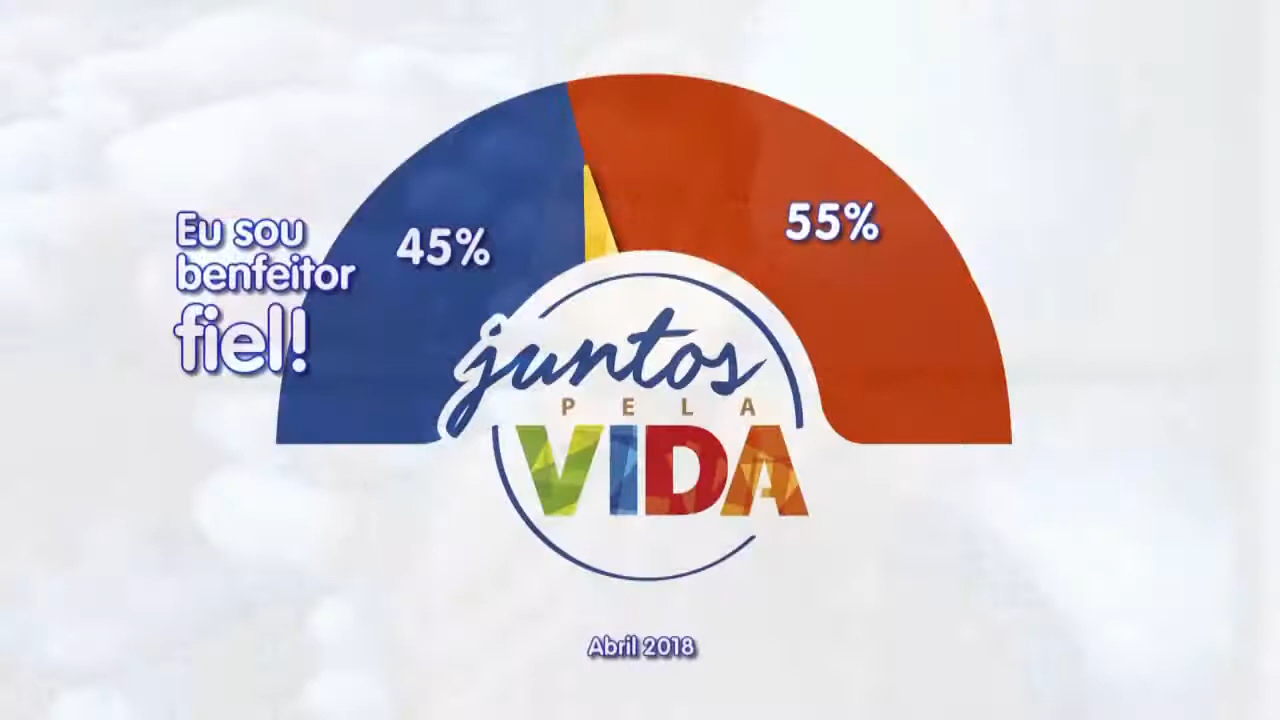 Eu sou
benfeitor
fiel!
45%
55%
juntos
PELA
VIDA
Abril 2018